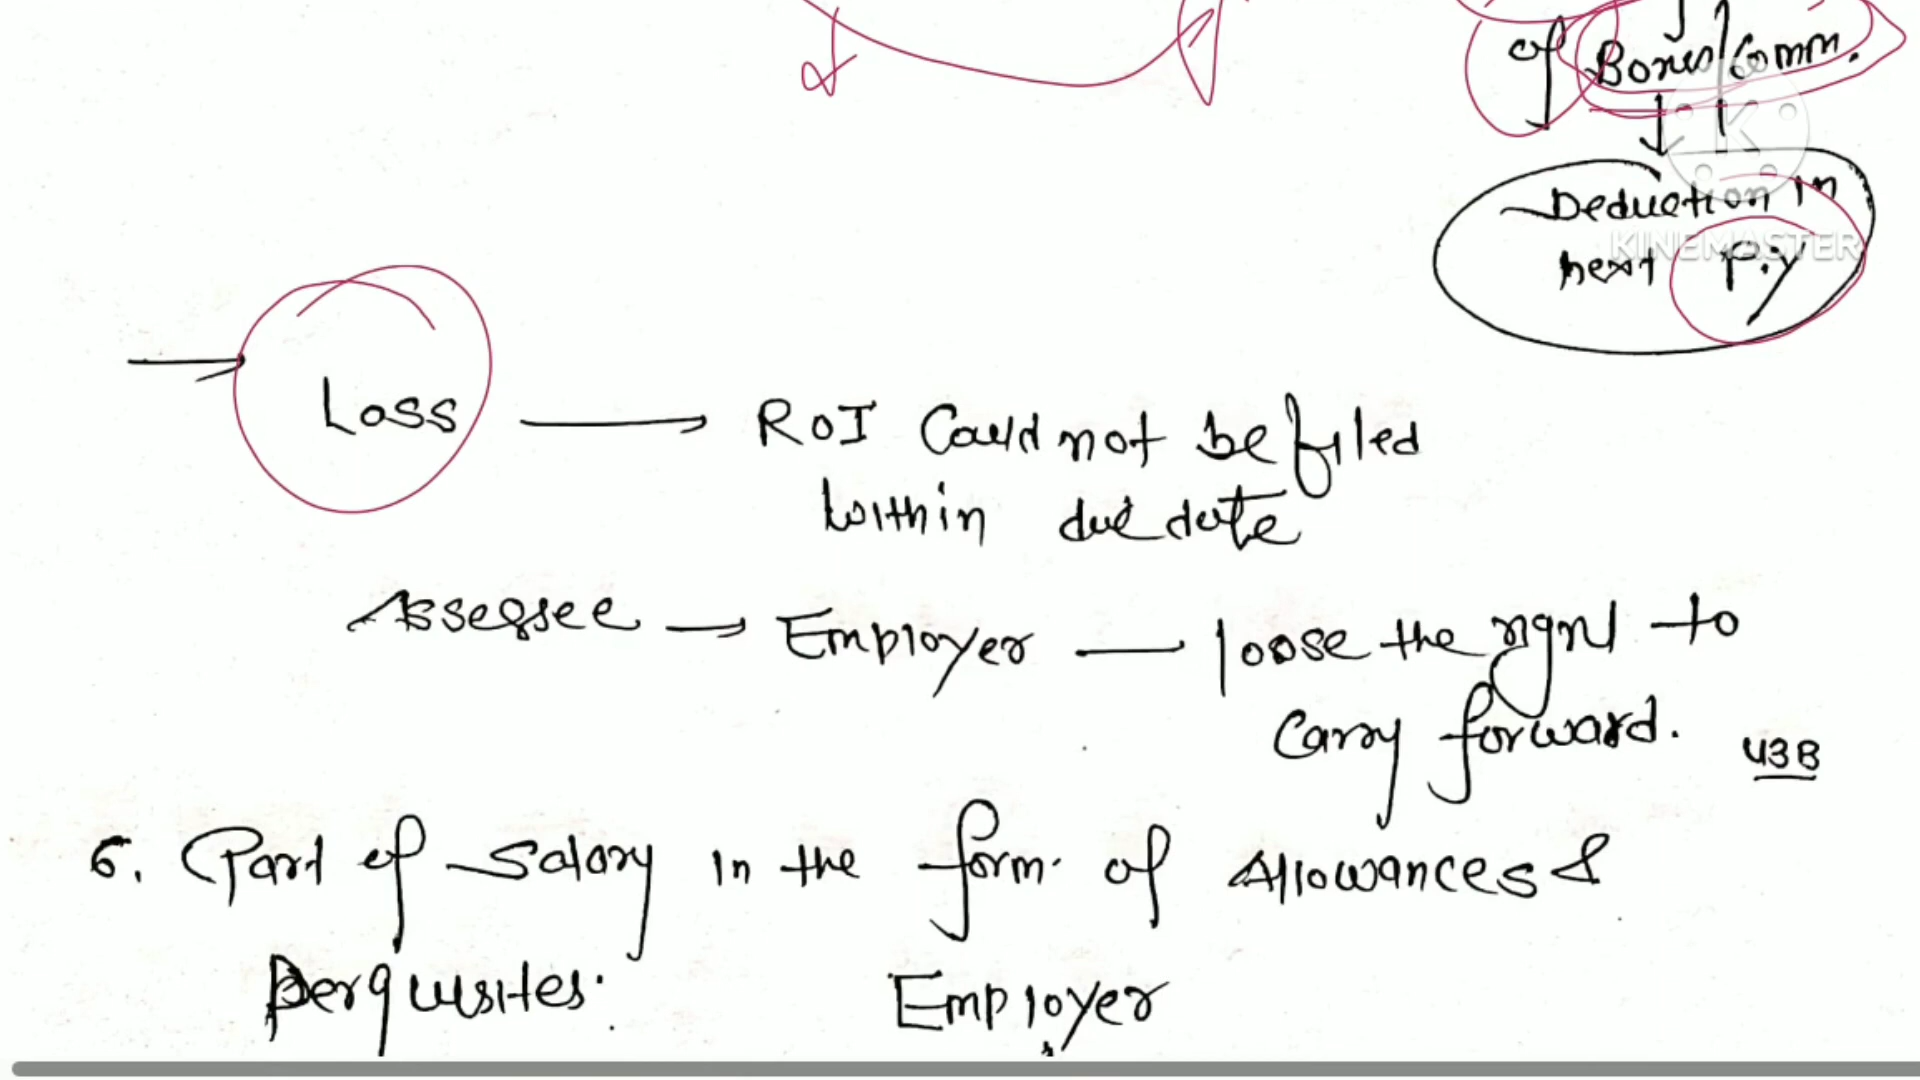 of Bonus/Comm.
Deduction in
next P.Y
KINEMASTER
Loss — ROI Could not be filed
within due date
Assessee — Employer — loose the right to
Carry forward. 43B
6. Part of Salary in the form of Allowances &
Perquisites. Employer